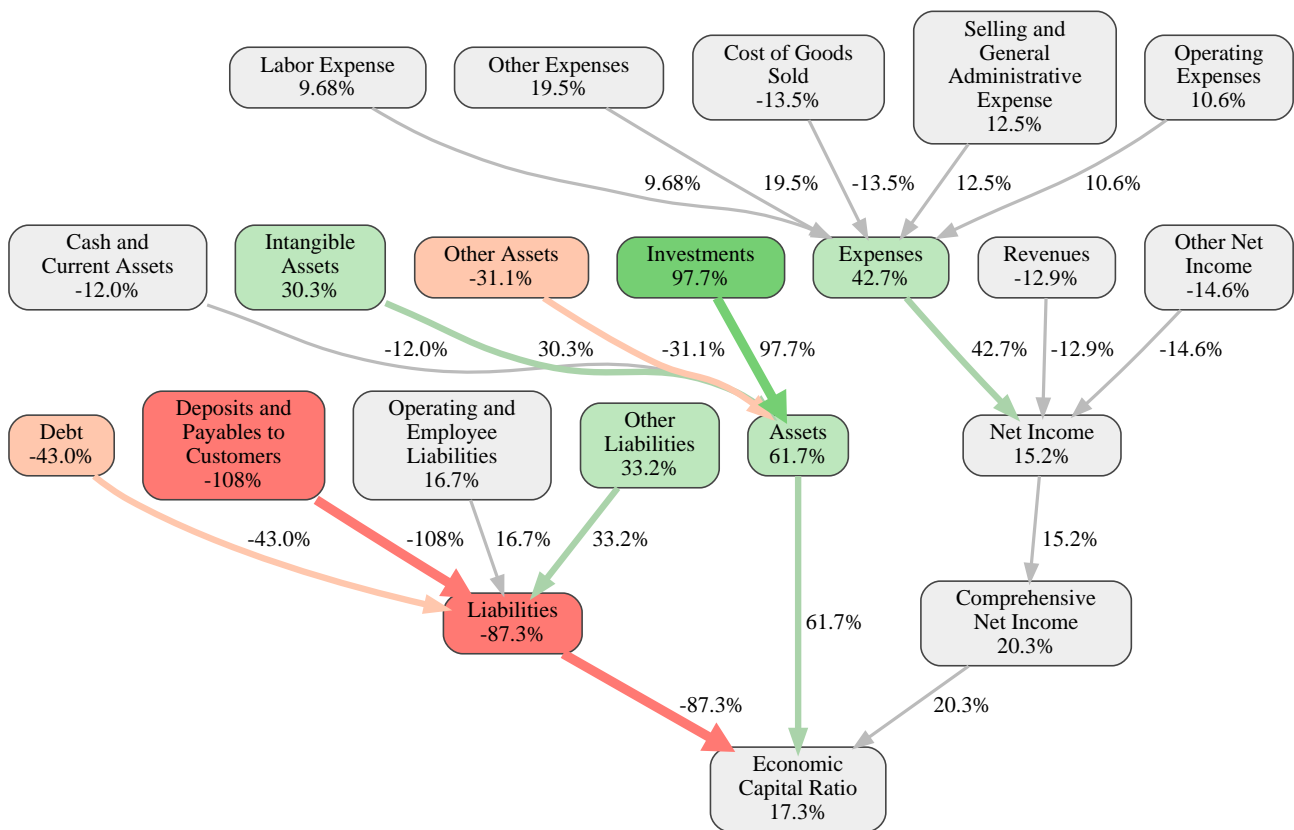 Labor Expense
9.68%
Other Expenses
19.5%
Cost of Goods
Sold
-13.5%
Selling and
General
Administrative
Expense
12.5%
Operating
Expenses
10.6%
9.68%
19.5%
-13.5%
12.5%
10.6%
Cash and
Current Assets
-12.0%
Intangible
Assets
30.3%
Other Assets
-31.1%
Investments
97.7%
Expenses
42.7%
Revenues
-12.9%
Other Net
Income
-14.6%
-12.0%
30.3%
-31.1%
97.7%
42.7%
-12.9%
-14.6%
Debt
-43.0%
Deposits and
Payables to
Customers
-108%
Operating and
Employee
Liabilities
16.7%
Other
Liabilities
33.2%
Assets
61.7%
Net Income
15.2%
-43.0%
-108%
16.7%
33.2%
15.2%
Liabilities
-87.3%
61.7%
Comprehensive
Net Income
20.3%
-87.3%
20.3%
Economic
Capital Ratio
17.3%